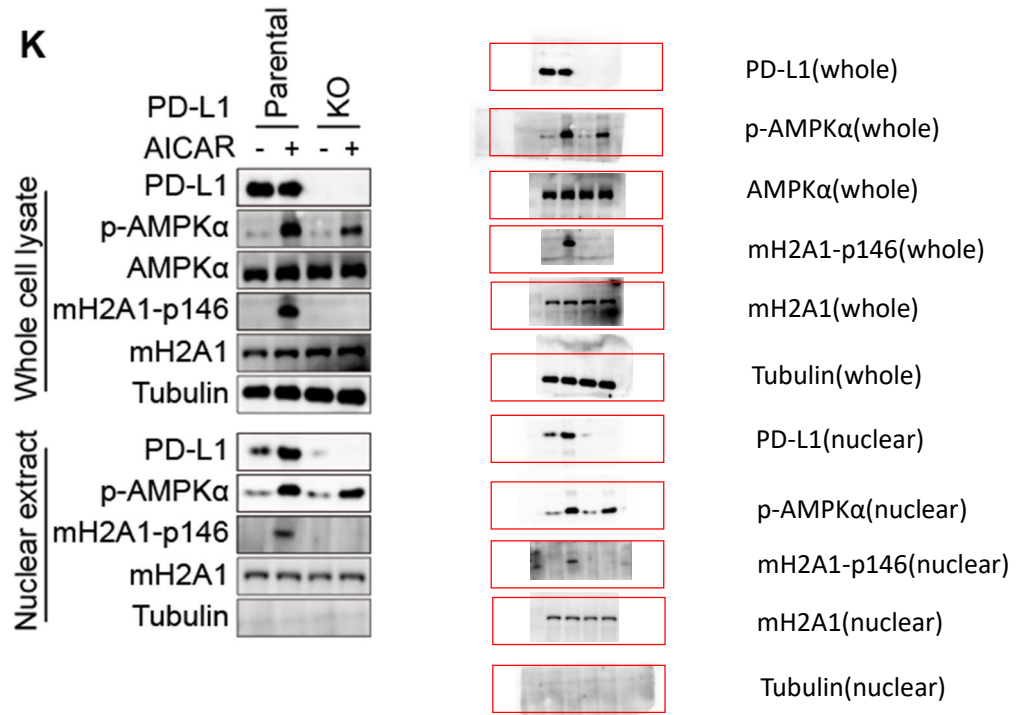 K
PD-L1 Parental KO
AICAR - + - +
Whole cell lysate
PD-L1
p-AMPKα
AMPKα
mH2A1-p146
mH2A1
Tubulin
Nuclear extract
PD-L1
p-AMPKα
mH2A1-p146
mH2A1
Tubulin
PD-L1(whole)
p-AMPKα(whole)
AMPKα(whole)
mH2A1-p146(whole)
mH2A1(whole)
Tubulin(whole)
PD-L1(nuclear)
p-AMPKα(nuclear)
mH2A1-p146(nuclear)
mH2A1(nuclear)
Tubulin(nuclear)